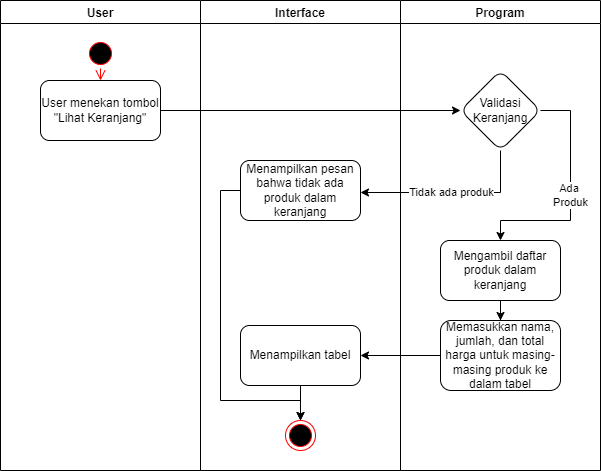 User
Interface
Program
User menekan tombol
"Lihat Keranjang"
Validasi
Keranjang
Menampilkan pesan
bahwa tidak ada
produk dalam
keranjang
Tidak ada produk
Ada
Produk
Mengambil daftar
produk dalam
keranjang
Memasukkan nama,
jumlah, dan total
harga untuk masing-
masing produk ke
dalam tabel
Menampilkan tabel